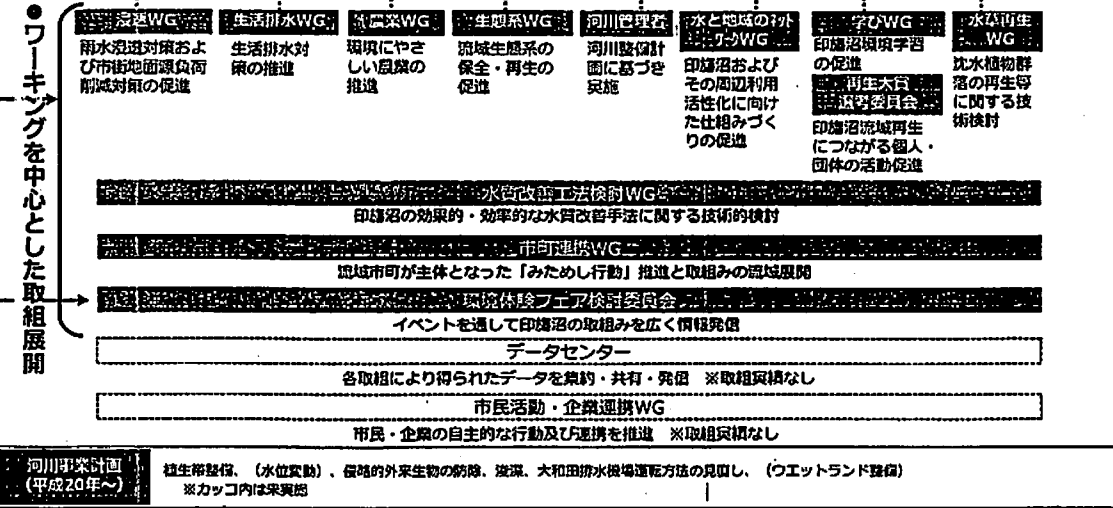 ●ワーキングを中心とした取組展開
浸透WG
雨水浸透対策およ
び市街地面源負荷
削減対策の促進
生活排水WG
生活排水対
策の推進
農業WG
環境にやさ
しい農業の
推進
生態系WG
流域生態系の
保全・再生の
促進
河川管理者
河川整備計
画に基づき
実施
水と地域のネット
ワークWG
印旛沼および
その周辺利用
活性化に向け
た仕組みづく
りの促進
学びWG
印旛沼環境学習
の促進
再生大賞
選考委員会
印旛沼流域再生
につながる個人・
団体の活動促進
水草再生
WG
沈水植物群
落の再生等
に関する技
術検討
水質改善工法検討WG
印旛沼の効果的・効率的な水質改善手法に関する技術的検討
市町連携WG
流域市町が主体となった「みためし行動」推進と取組みの流域展開
環境体験フェア検討委員会
イベントを通して印旛沼の取組みを広く情報発信
データセンター
各取組により得られたデータを集約・共有・発信 ※取組実績なし
市民活動・企業連携WG
市民・企業の自主的な行動及び連携を推進 ※取組実績なし
河川事業計画
(平成20年～)
植生帯整備、(水位変動)、侵略的外来生物の防除、浚渫、大和田排水機場運転方法の見直し、(ウエットランド整備)
※カッコ内は未実施